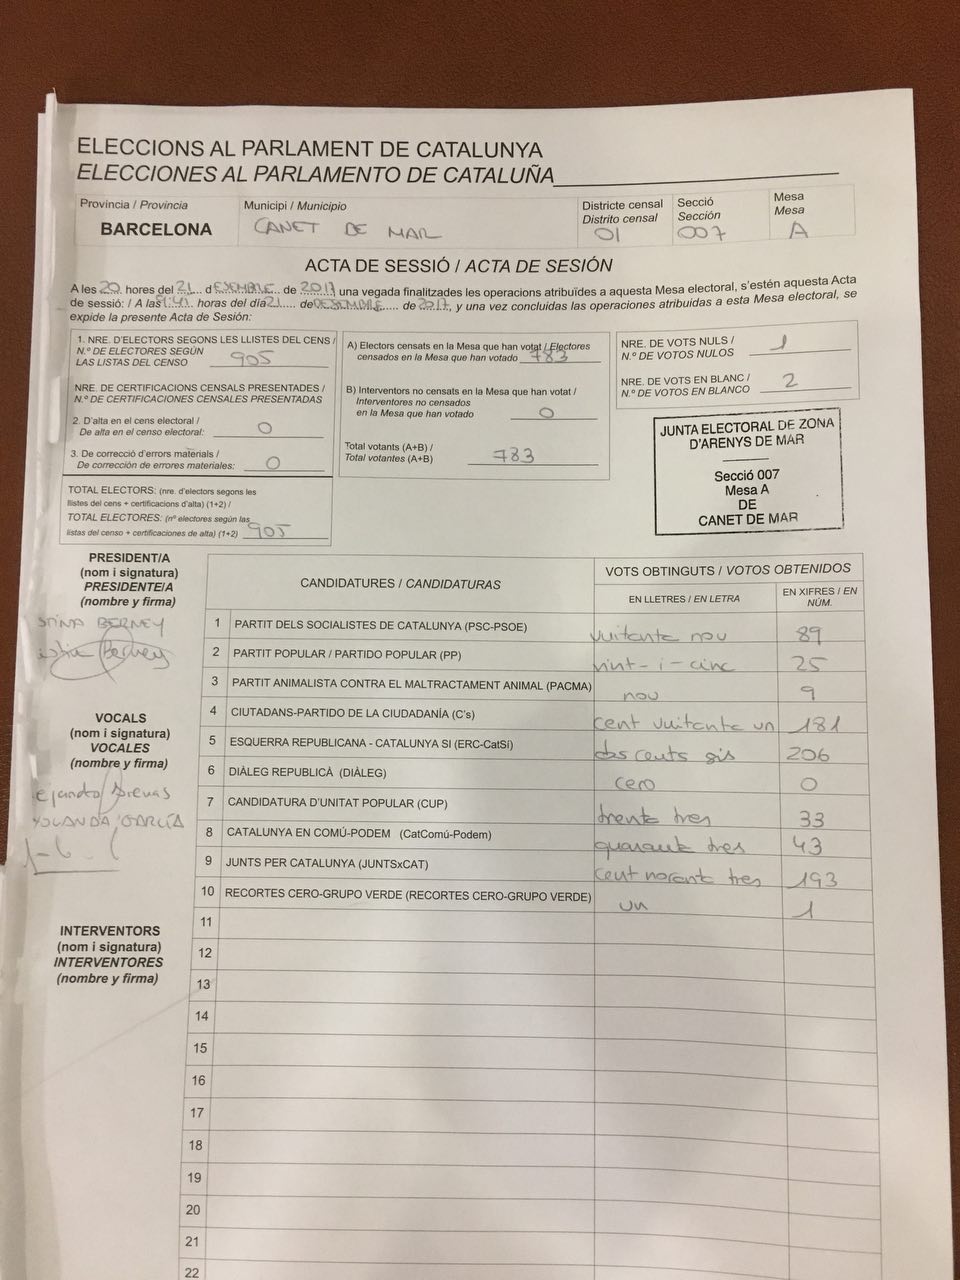 ELECCIONS AL PARLAMENT DE CATALUNYA
ELECCIONES AL PARLAMENTO DE CATALUÑA
Provincia / Provincia
BARCELONA
Municipi / Municipio
CANET DE MAR
Districte censal
Distrito censal
01
Secció
Sección
007
Mesa
Mesa
A
ACTA DE SESSIÓ / ACTA DE SESIÓN
A les 20 hores del 21 d DESEMBRE de 2017 una vegada finalitzades les operacions atribuïdes a aquesta Mesa electoral, s'estén aquesta Acta
de sessió: / A las horas del día 21 de DESEMBRE de 2017, y una vez concluidas las operaciones atribuidas a esta Mesa electoral, se
expide la presente Acta de Sesión:
1. NRE. D'ELECTORS SEGONS LES LLISTES DEL CENS /
N.º DE ELECTORES SEGÚN
LAS LISTAS DEL CENSO 905
NRE. DE CERTIFICACIONS CENSALS PRESENTADES /
N.º DE CERTIFICACIONES CENSALES PRESENTADAS
2. D'alta en el cens electoral /
De alta en el censo electoral: 0
3. De correcció d'errors materials /
De corrección de errores materiales: 0
TOTAL ELECTORS: (nre. d'electors segons les
llistes del cens + certificacions d'alta) (1+2) /
TOTAL ELECTORES: (nº electores según las
listas del censo + certificaciones de alta) (1+2) 905
A) Electors censats en la Mesa que han votat / Electores
censados en la Mesa que han votado 783
B) Interventors no censats en la Mesa que han votat /
Interventores no censados
en la Mesa que han votado 0
Total votants (A+B) /
Total votantes (A+B) 783
NRE. DE VOTS NULS /
N.º DE VOTOS NULOS 1
NRE. DE VOTS EN BLANC /
N.º DE VOTOS EN BLANCO 2
JUNTA ELECTORAL DE ZONA
D'ARENYS DE MAR
Secció 007
Mesa A
DE
CANET DE MAR
PRESIDENT/A
(nom i signatura)
PRESIDENTE/A
(nombre y firma)
BERNEY
Berney
VOCALS
(nom i signatura)
VOCALES
(nombre y firma)
Arenas
YOLANDA GARCÍA
INTERVENTORS
(nom i signatura)
INTERVENTORES
(nombre y firma)
CANDIDATURES / CANDIDATURAS
VOTS OBTINGUTS / VOTOS OBTENIDOS
EN LLETRES / EN LETRA
EN XIFRES / EN
NÚM.
1 PARTIT DELS SOCIALISTES DE CATALUNYA (PSC-PSOE) vuitanta nou 89
2 PARTIT POPULAR / PARTIDO POPULAR (PP) vint-i-cinc 25
3 PARTIT ANIMALISTA CONTRA EL MALTRACTAMENT ANIMAL (PACMA) nou 9
4 CIUTADANS-PARTIDO DE LA CIUDADANÍA (C's) cent vuitanta un 181
5 ESQUERRA REPUBLICANA - CATALUNYA SI (ERC-CatSí) dos cents sis 206
6 DIÀLEG REPUBLICÀ (DIÀLEG) cero 0
7 CANDIDATURA D'UNITAT POPULAR (CUP) trenta tres 33
8 CATALUNYA EN COMÚ-PODEM (CatComú-Podem) quaranta tres 43
9 JUNTS PER CATALUNYA (JUNTSxCAT) cent noranta tres 193
10 RECORTES CERO-GRUPO VERDE (RECORTES CERO-GRUPO VERDE) un 1
11
12
13
14
15
16
17
18
19
20
21
22